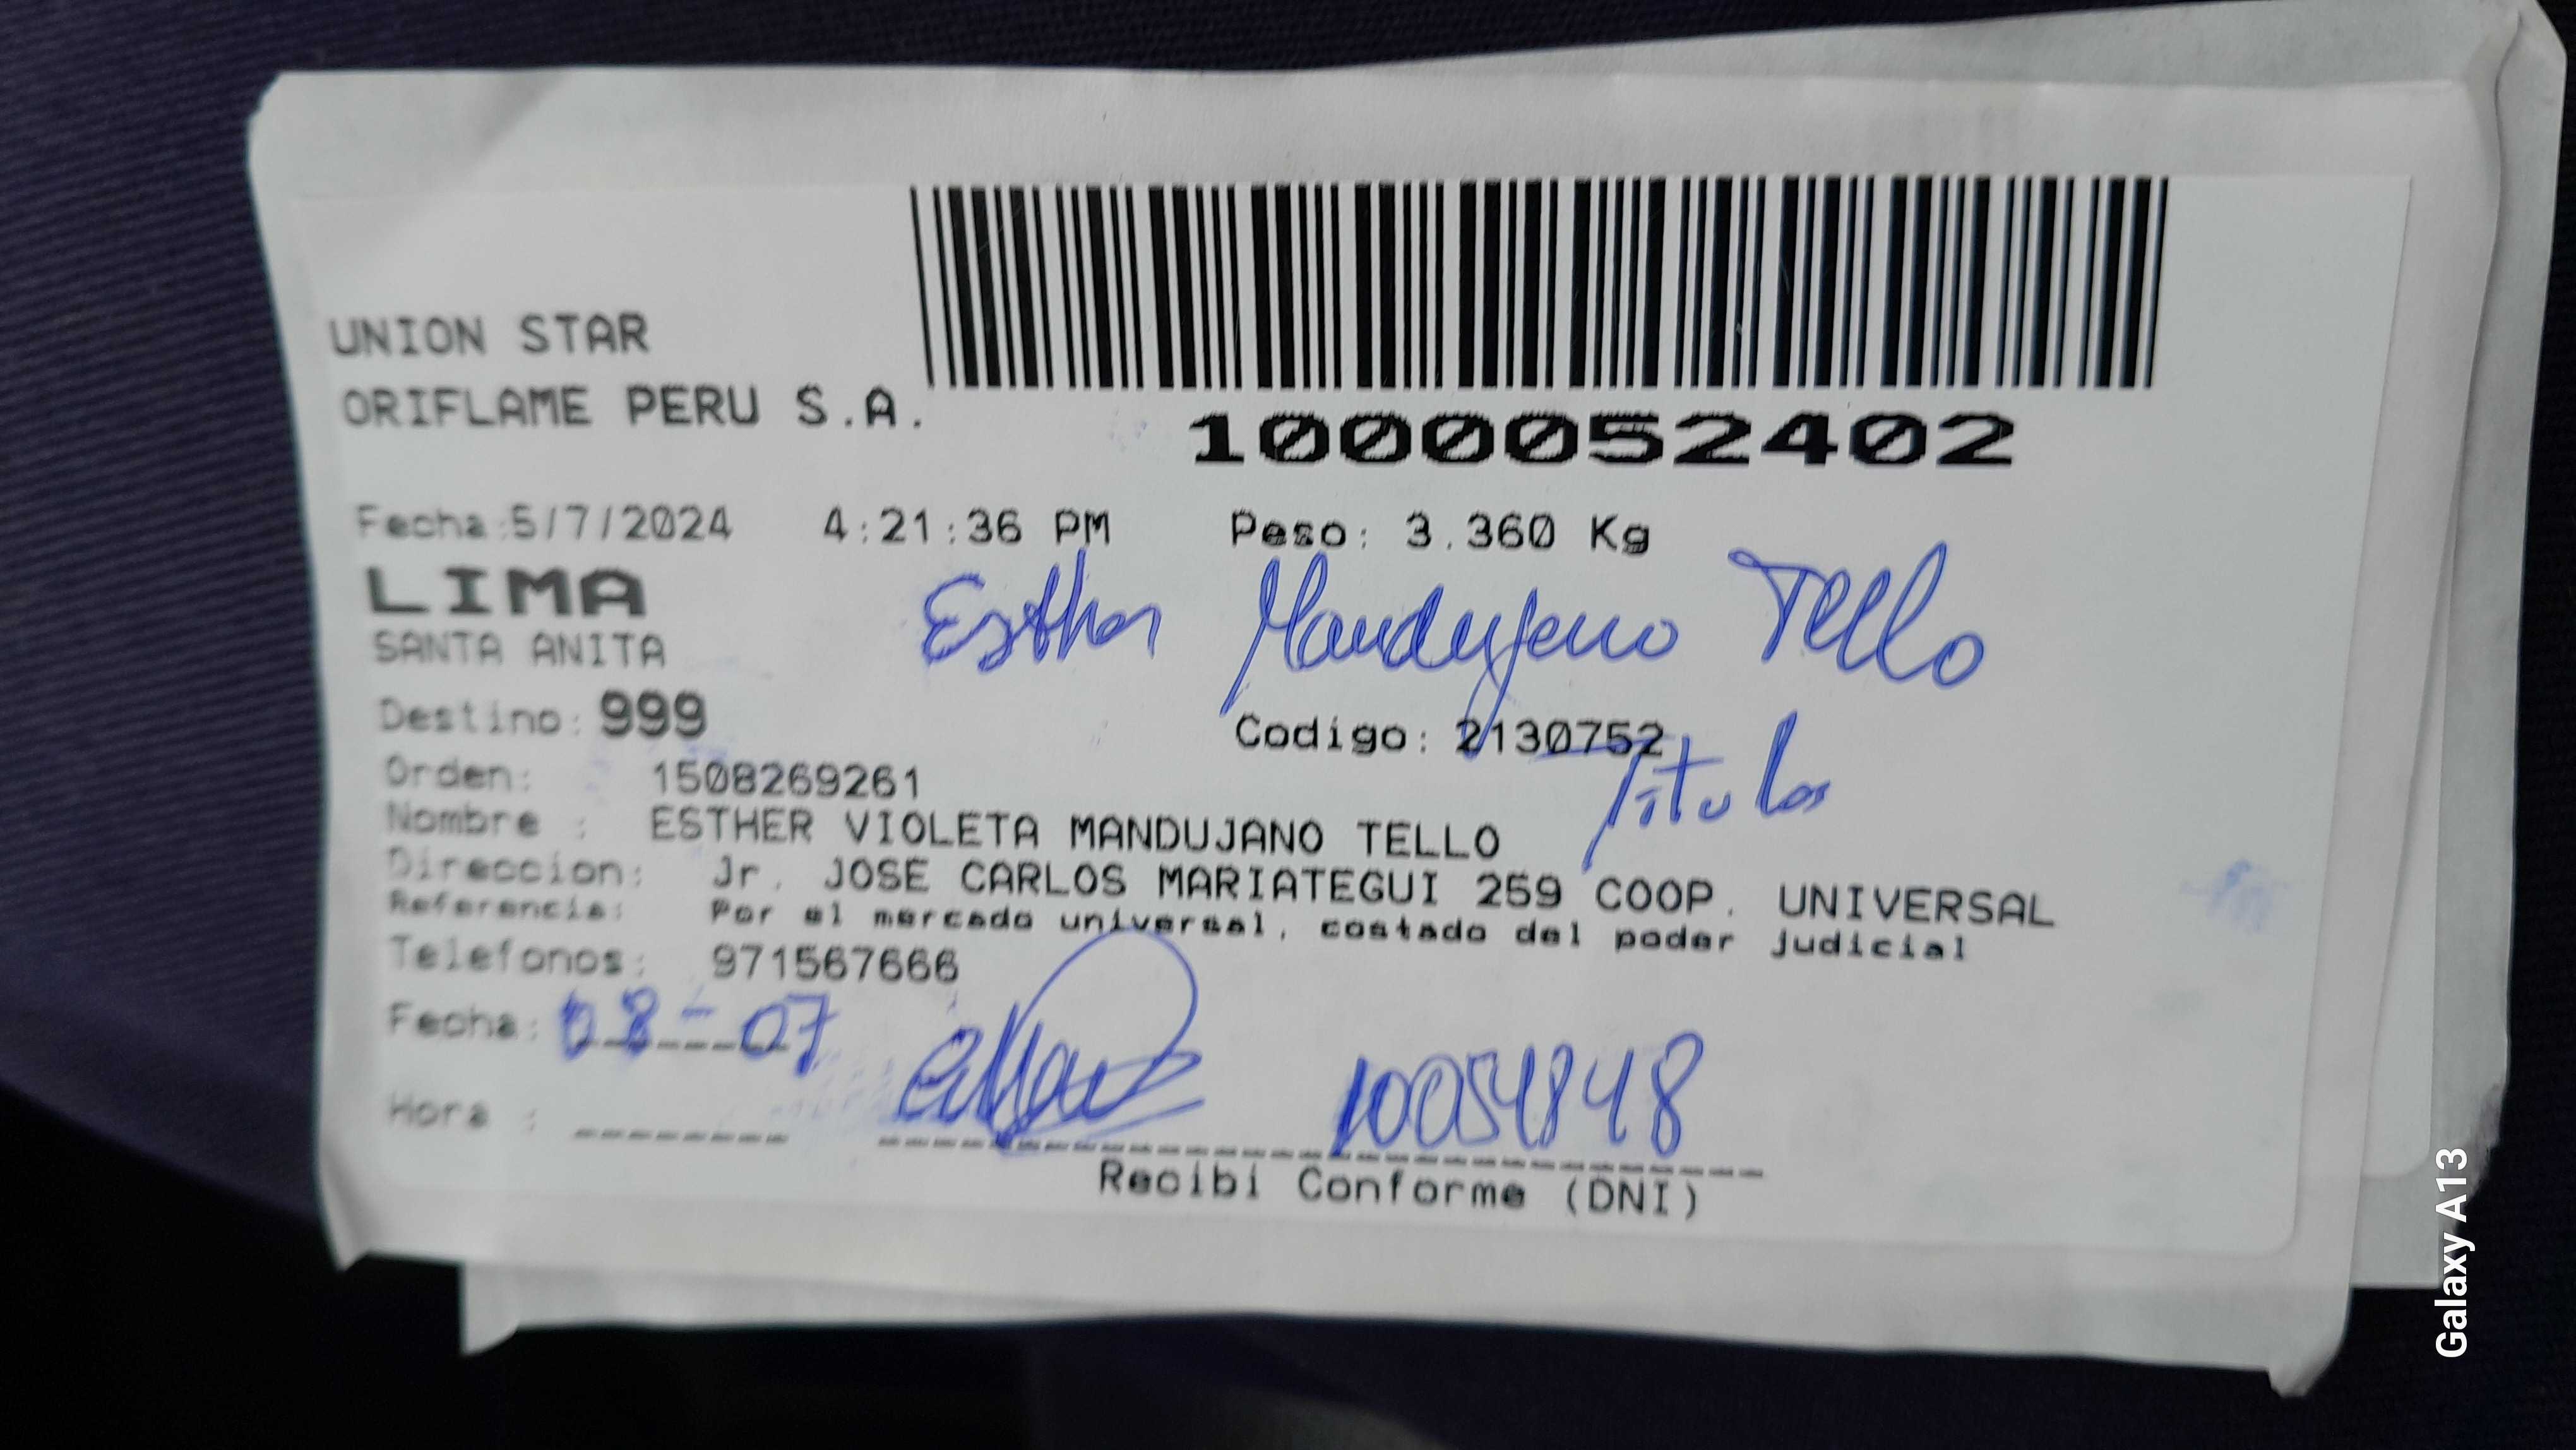 UNION STAR
ORIFLAME PERU S.A.
1000052402
Fecha:5/7/2024 4:21:36 PM Peso: 3.360 Kg
LIMA
Esther Mandujano Tello
SANTA ANITA
Destino: 999 Codigo: 2130752
Titular
Orden: 1508269261
Nombre : ESTHER VIOLETA MANDUJANO TELLO
Direccion: Jr. JOSE CARLOS MARIATEGUI 259 COOP. UNIVERSAL
Referencia: Por el mercado universal, costado del poder judicial
Telefonos: 971567666
Fecha: 08-07
10054848
Hora :
Recibi Conforme (DNI)
Galaxy A13